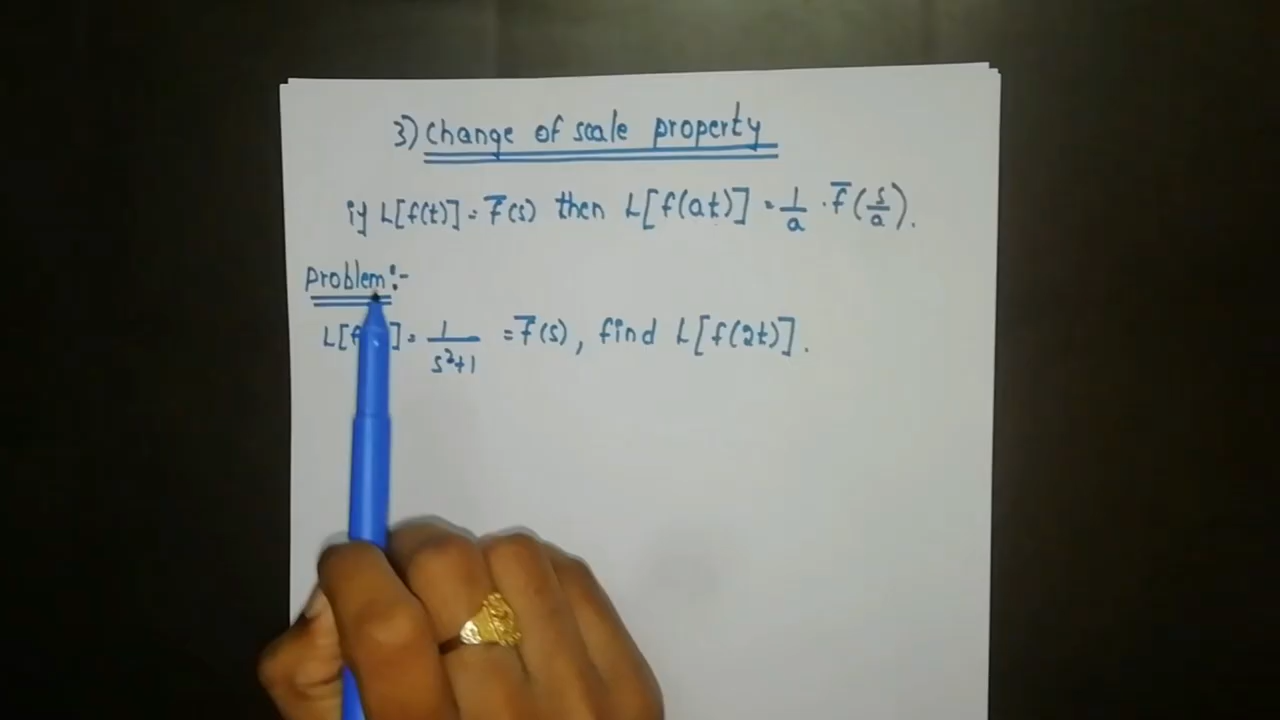 3) Change of scale property
if L[f(t)] = f̅(s) then L[f(at)] = 1/a · f̅(s/a).
Problem:-
L[f = 1/(s²+1) = f̅(s), find L[f(2t)].